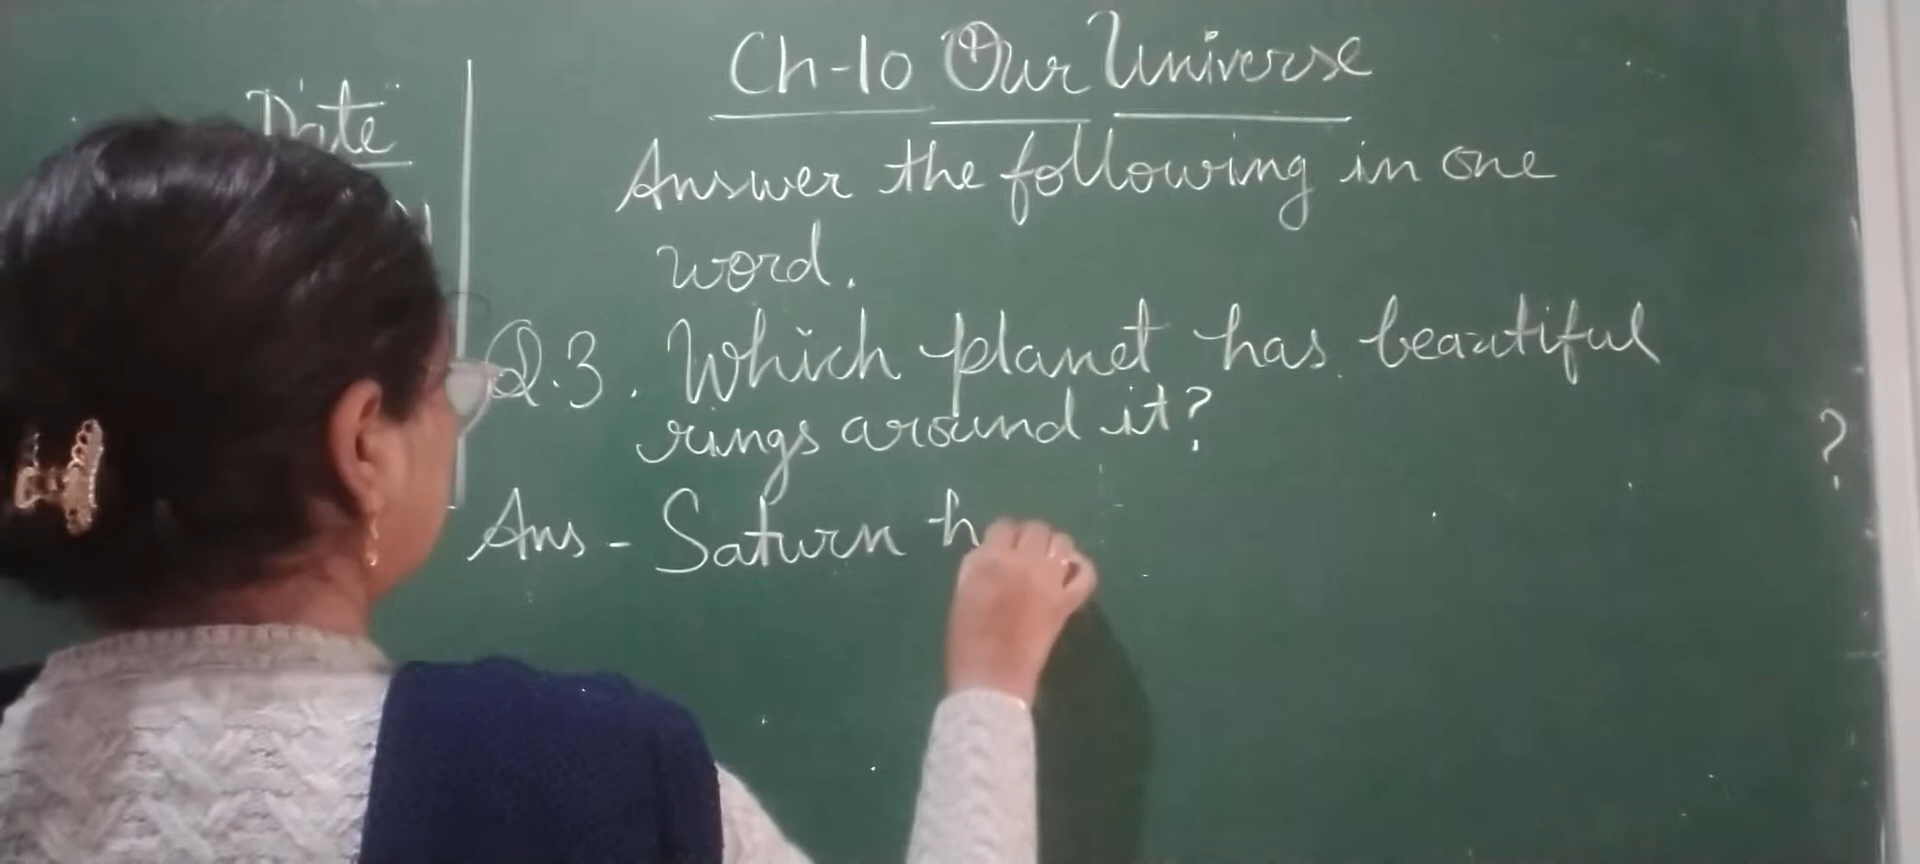 Ch-10 Our Universe
Date
Answer the following in one
word.
Q.3. Which planet has beautiful
rings around it?
?
Ans - Saturn h